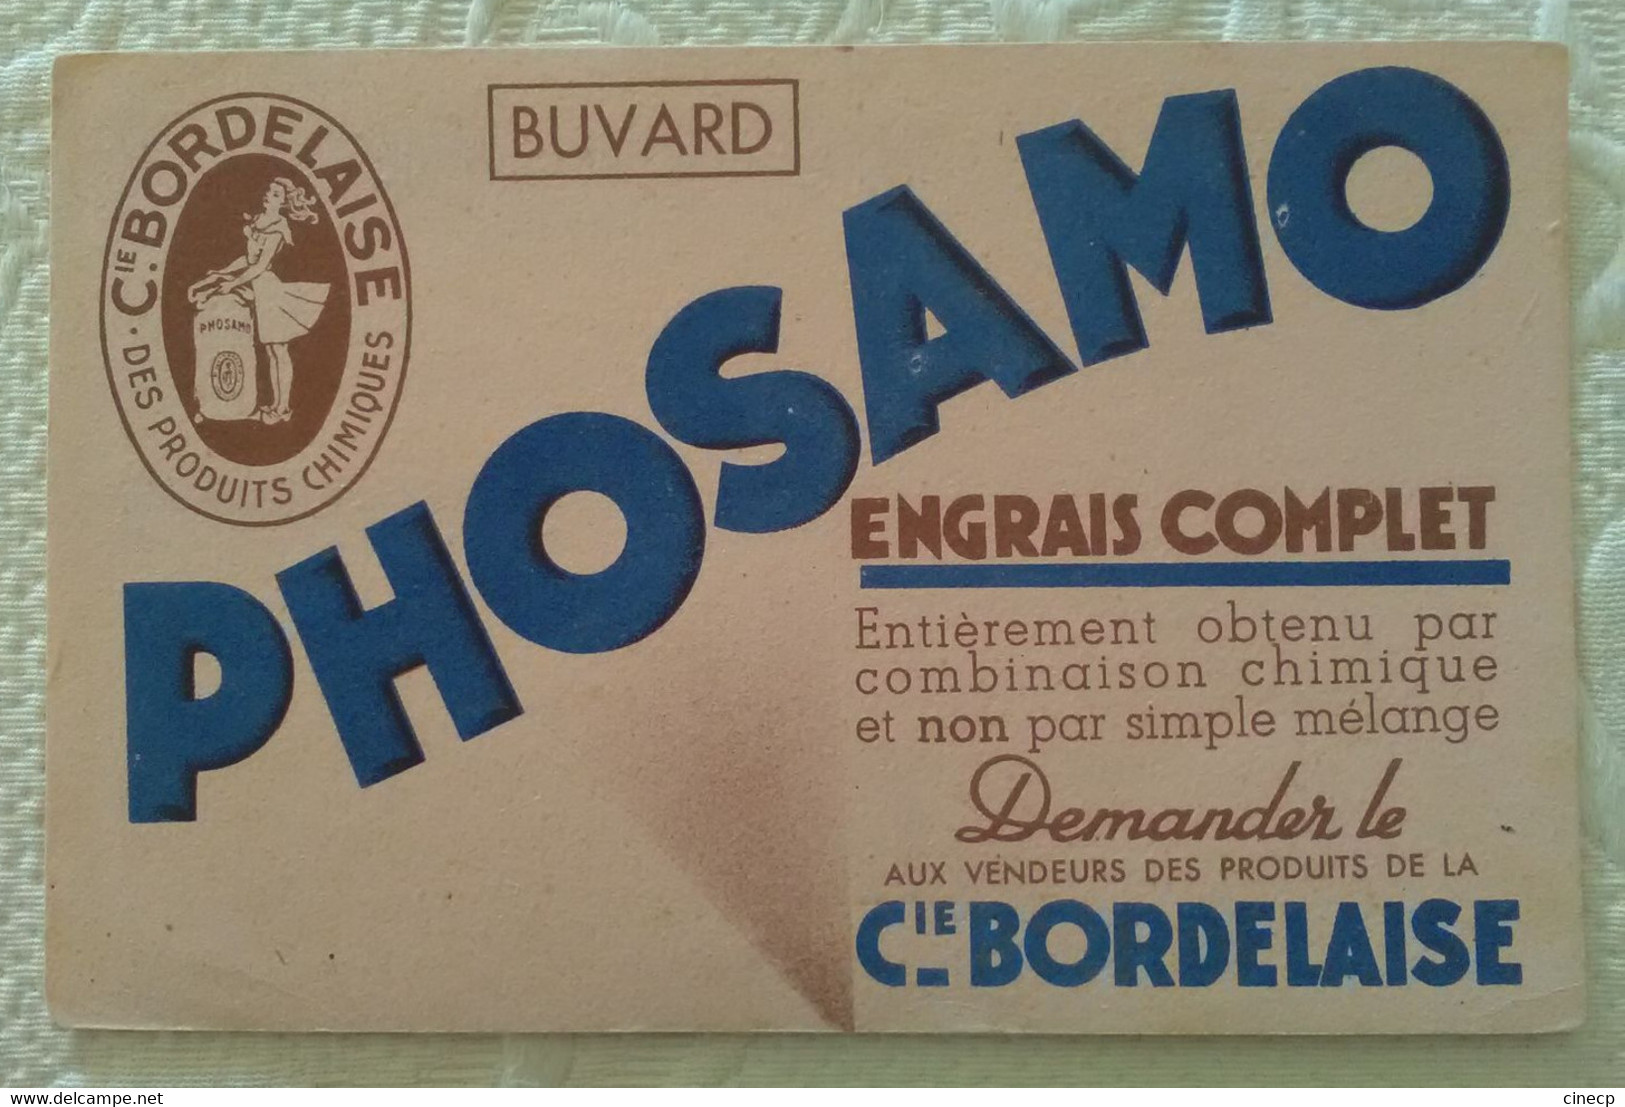 BUVARD
CIE. BORDELAISE
· DES PRODUITS CHIMIQUES
PHOSAMO
PHOSAMO
ENGRAIS COMPLET
Entièrement obtenu par
combinaison chimique
et non par simple mélange
Demander le
AUX VENDEURS DES PRODUITS DE LA
CIE BORDELAISE
www.delcampe.net
cinecp